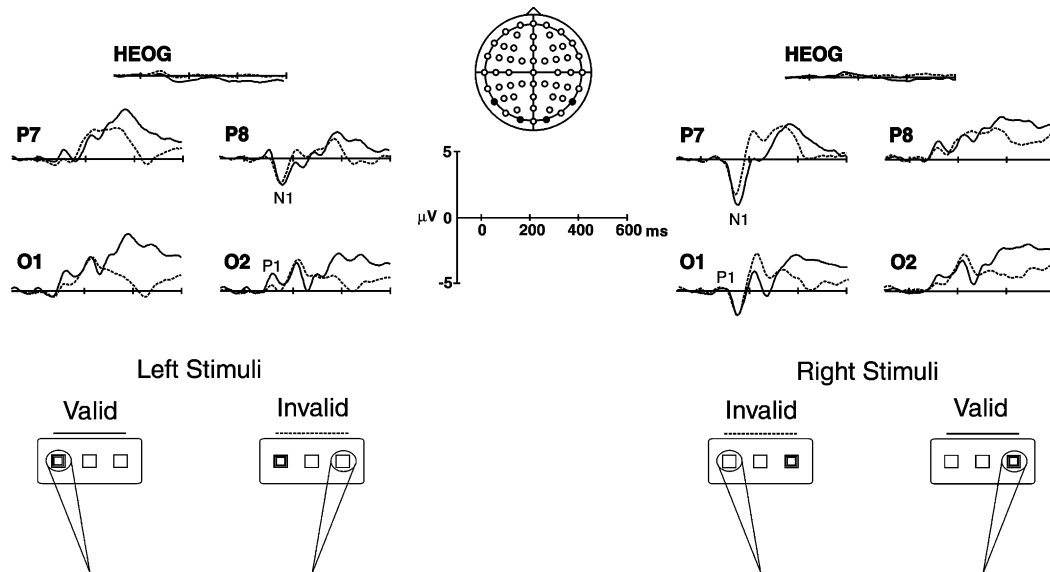 HEOG
HEOG
P7
P8
N1
5
µV 0
-5
0
200
400
600 ms
P7
P8
N1
O1
P1
O2
O1
P1
O2
Left Stimuli
Right Stimuli
Valid
Invalid
Invalid
Valid